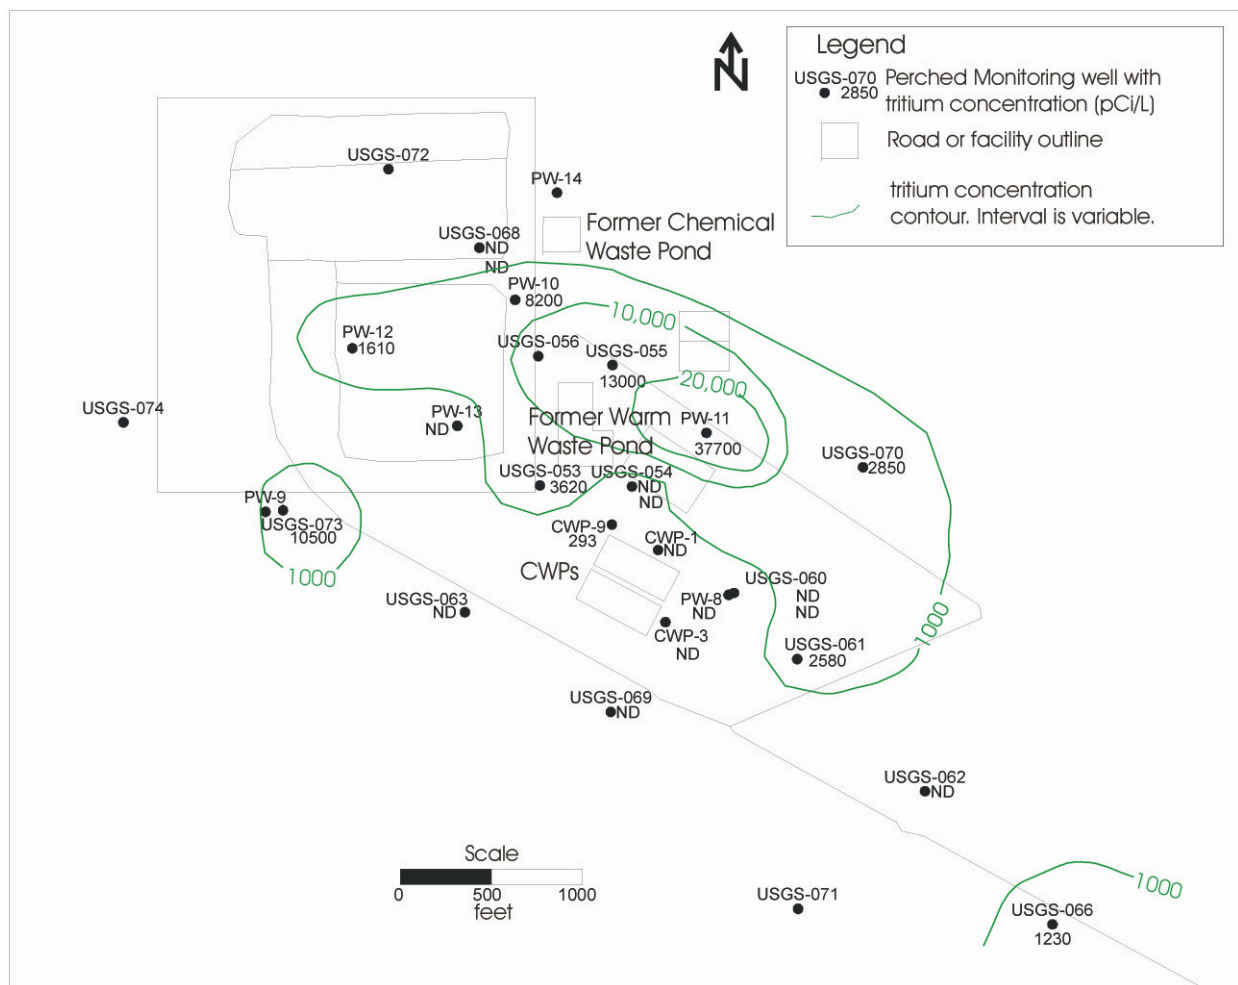 Legend
USGS-070
2850
Perched Monitoring well with
tritium concentration (pCi/L)
Road or facility outline
tritium concentration
contour. Interval is variable.
N
USGS-072
PW-14
Former Chemical
Waste Pond
USGS-068
ND
ND
PW-10
8200
10,000
PW-12
1610
USGS-056
USGS-055
13000
20,000
USGS-074
PW-13
ND
Former Warm
Waste Pond
PW-11
37700
USGS-070
2850
USGS-053
3620
USGS-054
ND
ND
PW-9
USGS-073
10500
1000
CWP-9
293
CWP-1
ND
CWPs
USGS-060
ND
ND
PW-8
ND
USGS-063
ND
CWP-3
ND
USGS-061
2580
1000
USGS-069
ND
USGS-062
ND
Scale
0
500
1000
feet
USGS-071
1000
USGS-066
1230